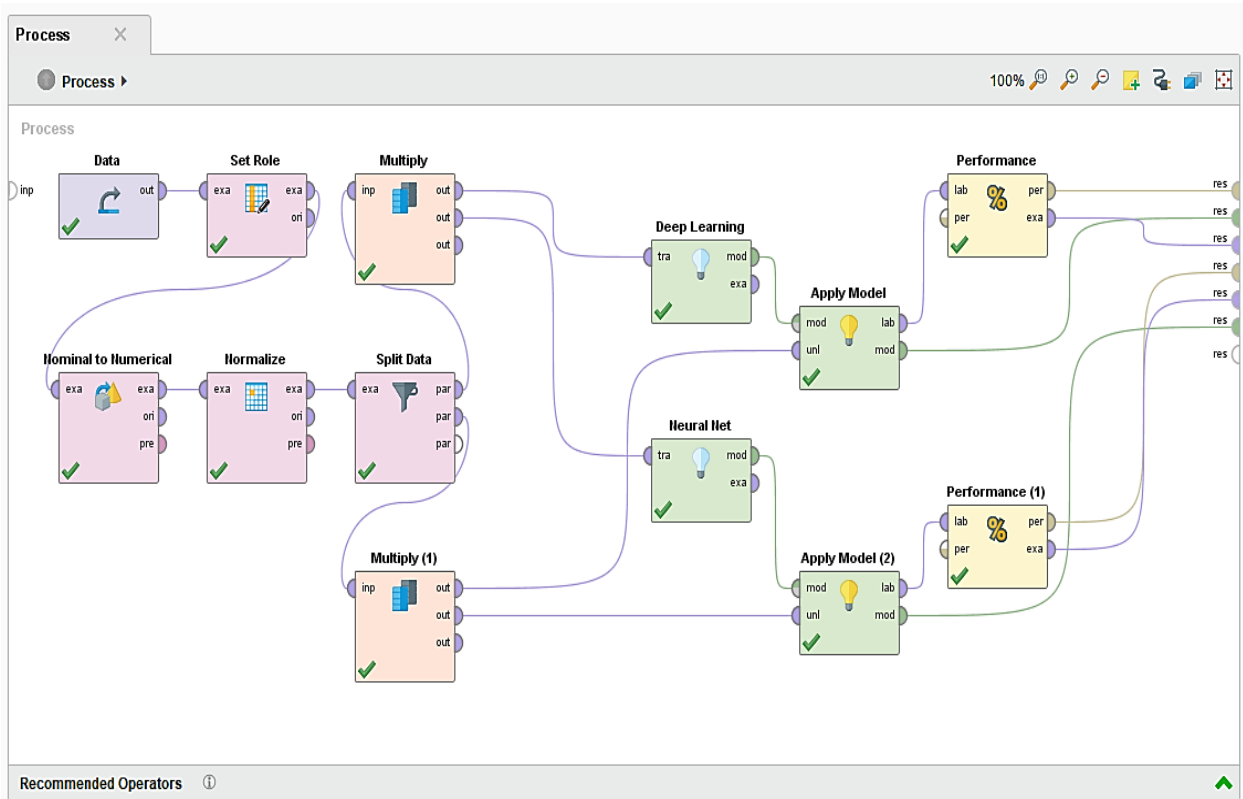 Process
Process
100%
Process
inp
Data
out
Set Role
exa exa
ori
Multiply
inp out
out
out
Deep Learning
tra mod
exa
Apply Model
mod lab
unl mod
Performance
lab per
per exa
res
res
res
res
res
res
res
Nominal to Numerical
exa exa
ori
pre
Normalize
exa exa
ori
pre
Split Data
exa par
par
par
Neural Net
tra mod
exa
Multiply (1)
inp out
out
out
Apply Model (2)
mod lab
unl mod
Performance (1)
lab per
per exa
Recommended Operators